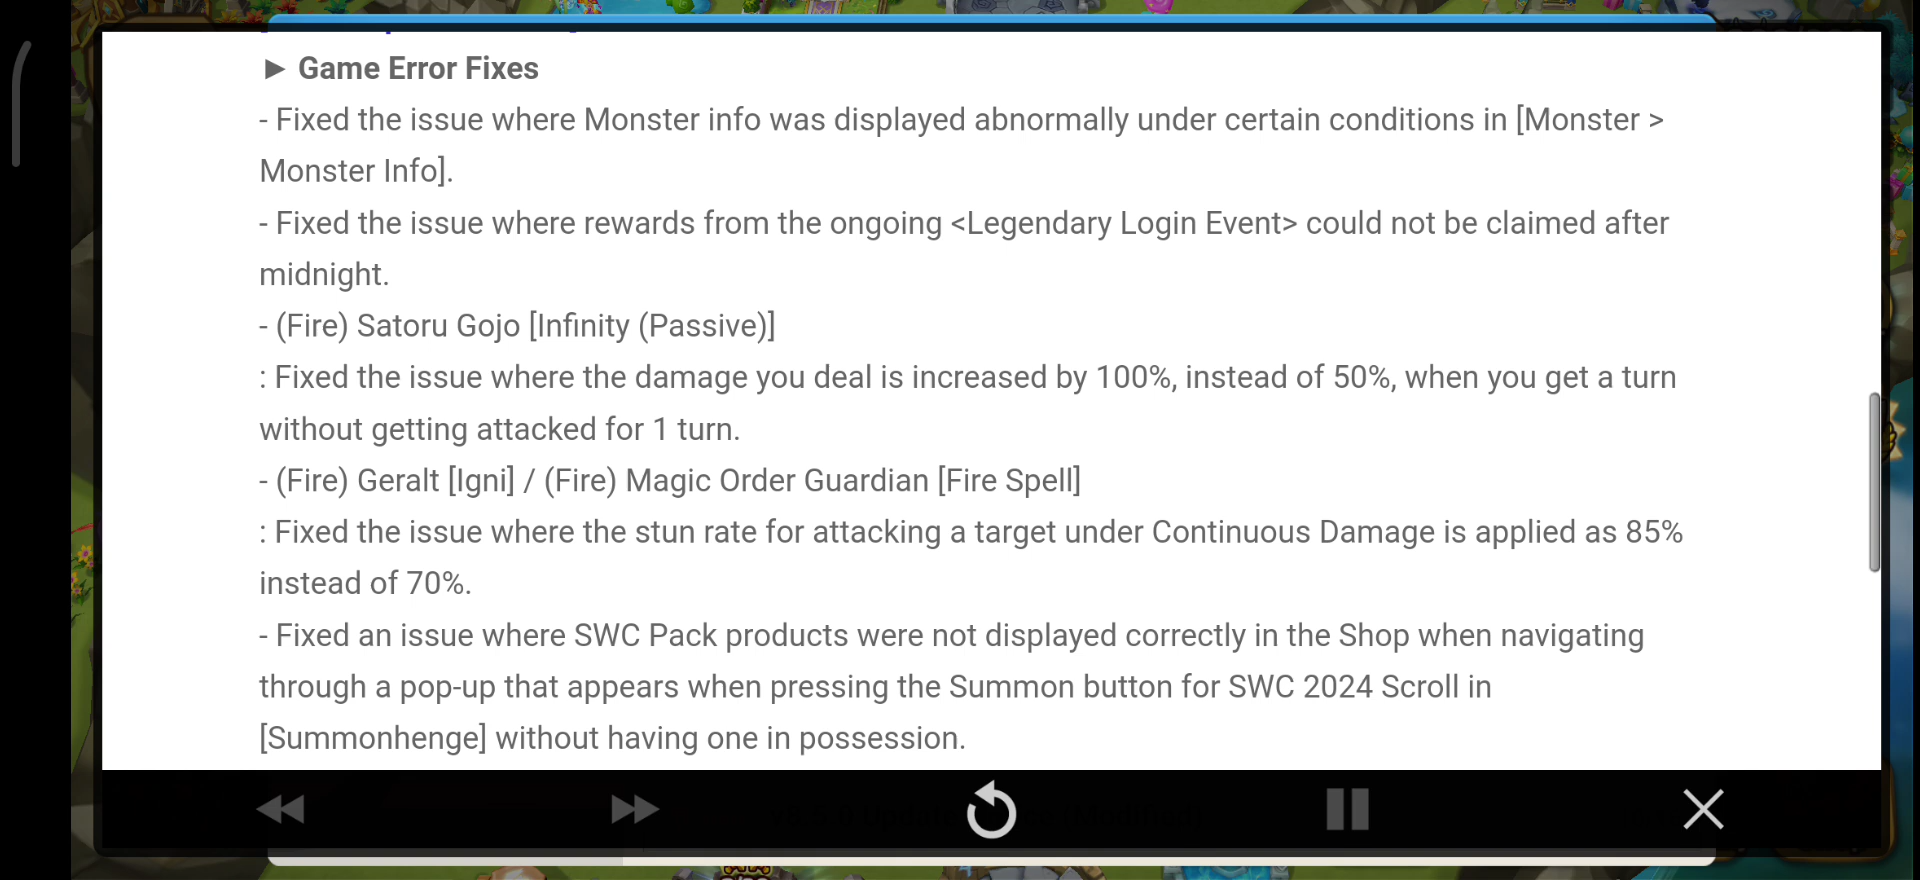 ► Game Error Fixes
- Fixed the issue where Monster info was displayed abnormally under certain conditions in [Monster >
Monster Info].
- Fixed the issue where rewards from the ongoing <Legendary Login Event> could not be claimed after
midnight.
- (Fire) Satoru Gojo [Infinity (Passive)]
: Fixed the issue where the damage you deal is increased by 100%, instead of 50%, when you get a turn
without getting attacked for 1 turn.
- (Fire) Geralt [Igni] / (Fire) Magic Order Guardian [Fire Spell]
: Fixed the issue where the stun rate for attacking a target under Continuous Damage is applied as 85%
instead of 70%.
- Fixed an issue where SWC Pack products were not displayed correctly in the Shop when navigating
through a pop-up that appears when pressing the Summon button for SWC 2024 Scroll in
[Summonhenge] without having one in possession.